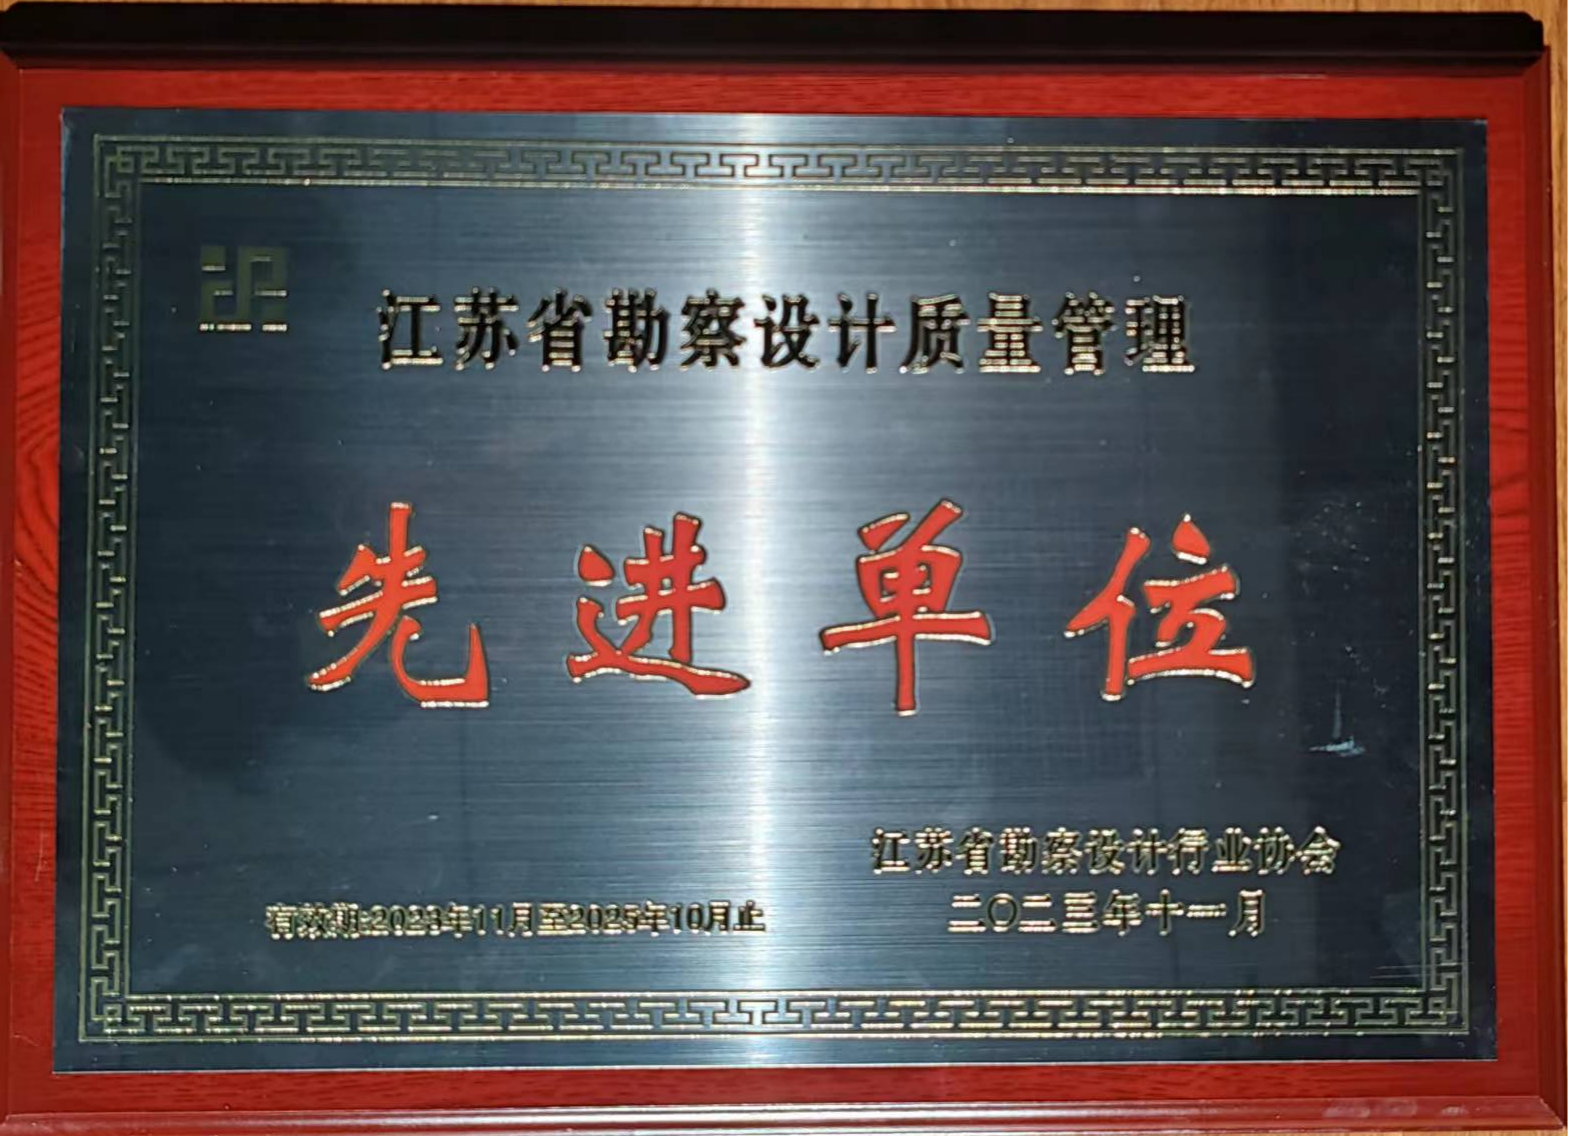 江苏省勘察设计质量管理
先进单位
江苏省勘察设计行业协会
有效期:2023年11月至2025年10月止
二〇二三年十一月